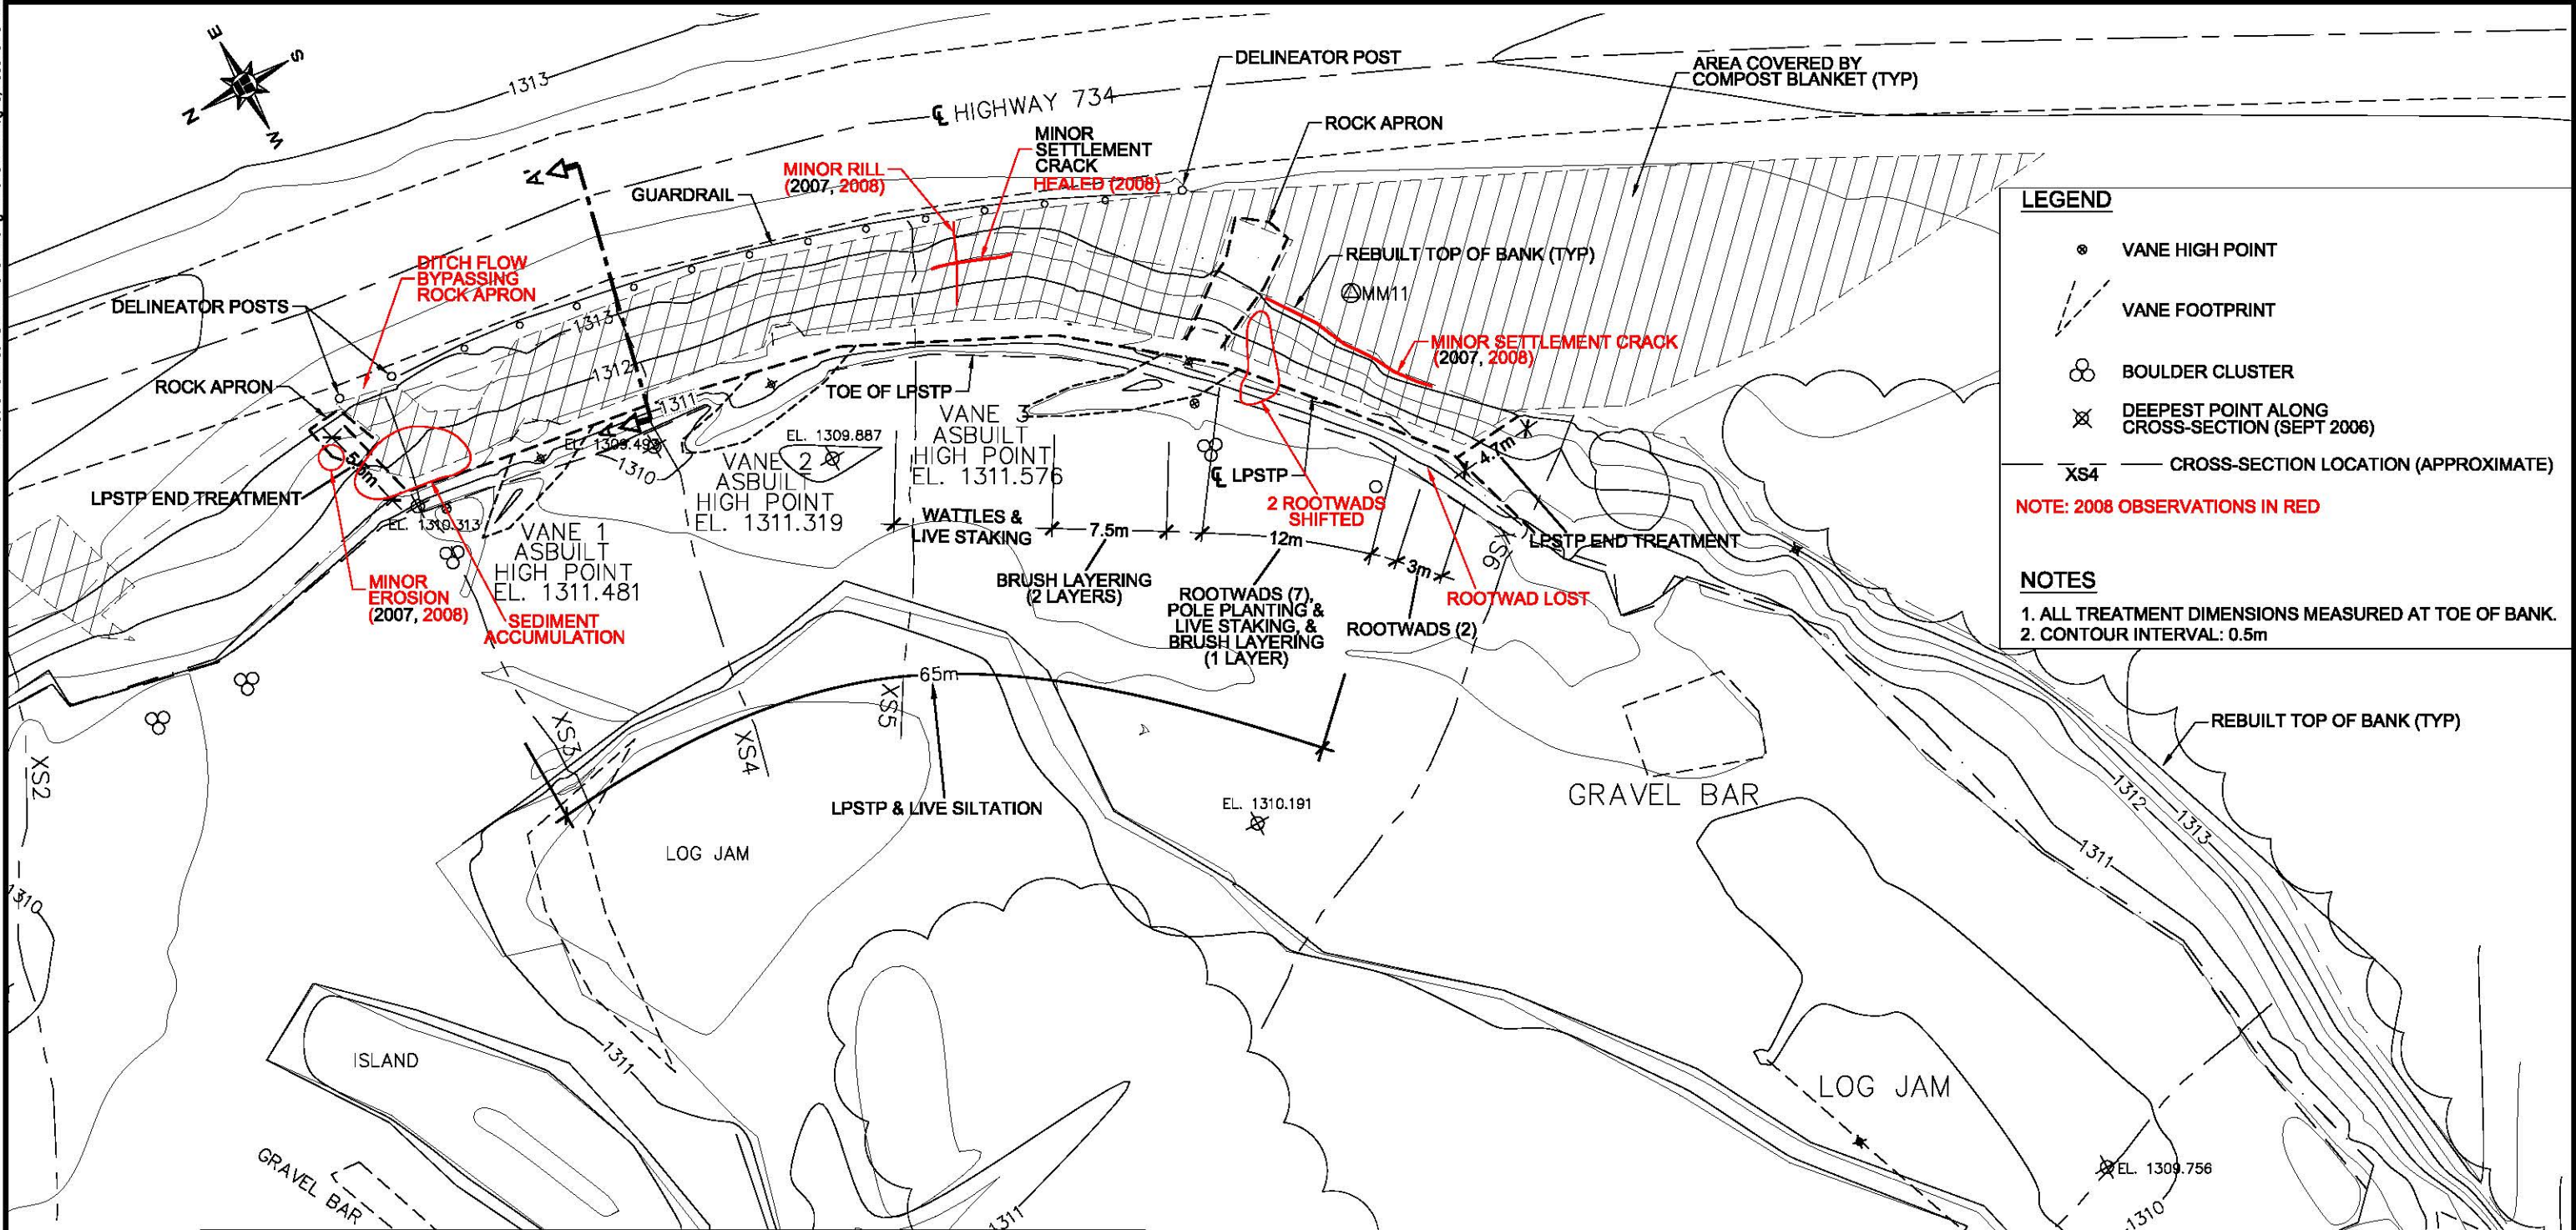 E
S
N
W
1313
℄ HIGHWAY 734
DELINEATOR POST
AREA COVERED BY
COMPOST BLANKET (TYP)
ROCK APRON
MINOR
SETTLEMENT
CRACK
HEALED (2008)
MINOR RILL
(2007, 2008)
A'
GUARDRAIL
DITCH FLOW
BYPASSING
ROCK APRON
DELINEATOR POSTS
REBUILT TOP OF BANK (TYP)
MM11
MINOR SETTLEMENT CRACK
(2007, 2008)
1313
1312
1311
ROCK APRON
TOE OF LPSTP
A
EL. 1309.493
1310
5.5m
LPSTP END TREATMENT
EL. 1310.313
VANE 1
ASBUILT
HIGH POINT
EL. 1311.481
VANE 2
ASBUILT
HIGH POINT
EL. 1311.319
EL. 1309.887
VANE 3
ASBUILT
HIGH POINT
EL. 1311.576
℄ LPSTP
4.7m
2 ROOTWADS
SHIFTED
WATTLES &
LIVE STAKING
7.5m
12m
3m
LPSTP END TREATMENT
XS6
BRUSH LAYERING
(2 LAYERS)
ROOTWADS (7),
POLE PLANTING &
LIVE STAKING, &
BRUSH LAYERING
(1 LAYER)
ROOTWADS (2)
ROOTWAD LOST
MINOR
EROSION
(2007, 2008)
SEDIMENT
ACCUMULATION
65m
XS2
XS3
XS4
XS5
LPSTP & LIVE SILTATION
EL. 1310.191
GRAVEL BAR
LOG JAM
1310
ISLAND
1311
GRAVEL BAR
1311
LOG JAM
EL. 1309.756
1310
1311
1312
1313
REBUILT TOP OF BANK (TYP)
LEGEND
VANE HIGH POINT
VANE FOOTPRINT
BOULDER CLUSTER
DEEPEST POINT ALONG
CROSS-SECTION (SEPT 2006)
XS4
CROSS-SECTION LOCATION (APPROXIMATE)
NOTE: 2008 OBSERVATIONS IN RED
NOTES
1. ALL TREATMENT DIMENSIONS MEASURED AT TOE OF BANK.
2. CONTOUR INTERVAL: 0.5m